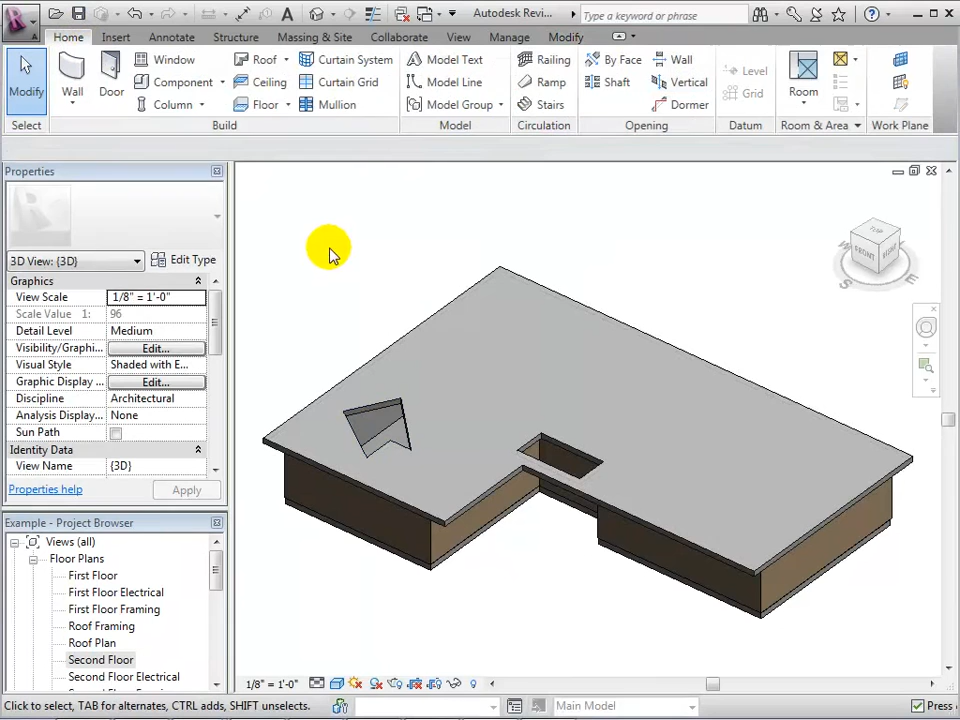 Autodesk Revi...
Type a keyword or phrase
Home Insert Annotate Structure Massing & Site Collaborate View Manage Modify
Modify
Wall
Door
Window
Component
Column
Roof
Ceiling
Floor
Curtain System
Curtain Grid
Mullion
Model Text
Model Line
Model Group
Railing
Ramp
Stairs
By Face
Shaft
Wall
Vertical
Dormer
Level
Grid
Room
Select Build Model Circulation Opening Datum Room & Area Work Plane
Properties
3D View: {3D} Edit Type
Graphics
View Scale 1/8" = 1'-0"
Scale Value 1: 96
Detail Level Medium
Visibility/Graphi... Edit...
Visual Style Shaded with E...
Graphic Display ... Edit...
Discipline Architectural
Analysis Display... None
Sun Path
Identity Data
View Name {3D}
Properties help Apply
Example - Project Browser
Views (all)
Floor Plans
First Floor
First Floor Electrical
First Floor Framing
Roof Framing
Roof Plan
Second Floor
Second Floor Electrical
TOP
FRONT
RIGHT
W
S
E
1/8" = 1'-0"
Click to select, TAB for alternates, CTRL adds, SHIFT unselects.
Main Model
Press